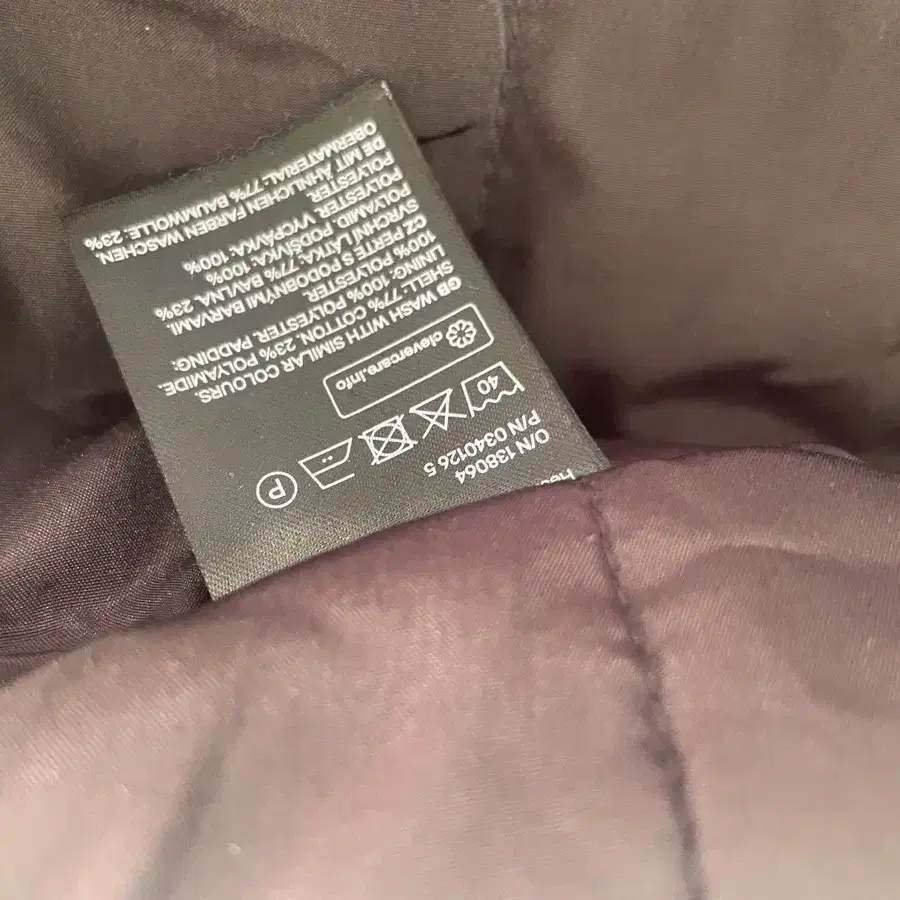 O/N 138064
P/N 0340126 5
40
P
clevercare.info
GB WASH WITH SIMILAR COLOURS.
SHELL: 77% COTTON, 23% POLYAMIDE.
LINING: 100% POLYESTER. PADDING:
100% POLYESTER.
CZ PERTE S PODOBNÝMI BARVAMI.
SVRCHNÍ LÁTKA: 77% BAVLNA, 23%
POLYAMID. PODŠÍVKA: 100%
POLYESTER. VYCPÁVKA: 100%
POLYESTER.
DE MIT ÄHNLICHEN FARBEN WASCHEN.
OBERMATERIAL: 77% BAUMWOLLE; 23%